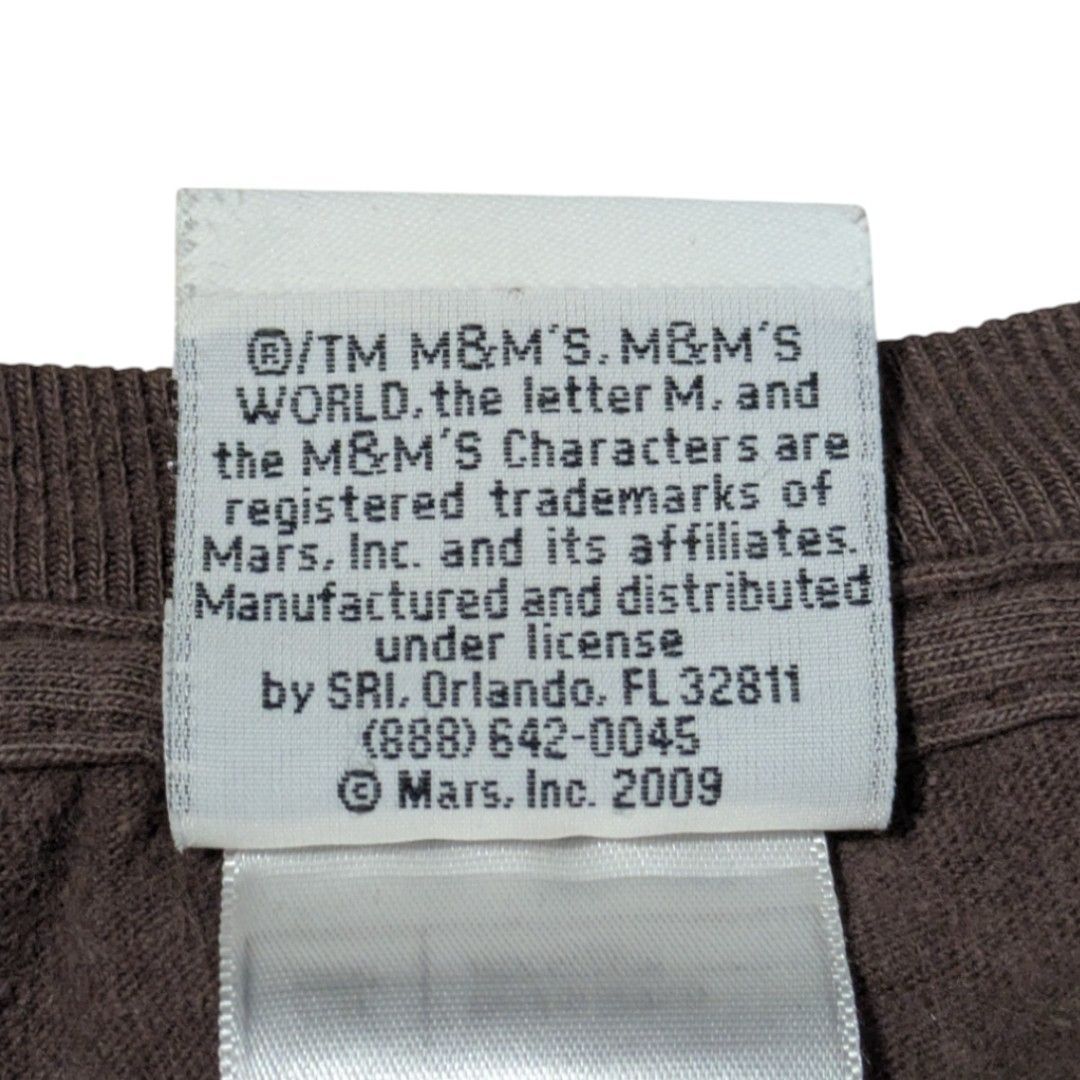 ®/TM M&M'S, M&M'S
WORLD, the letter M, and
the M&M'S Characters are
registered trademarks of
Mars, Inc. and its affiliates.
Manufactured and distributed
under license
by SRI, Orlando, FL 32811
(888) 642-0045
© Mars, Inc. 2009